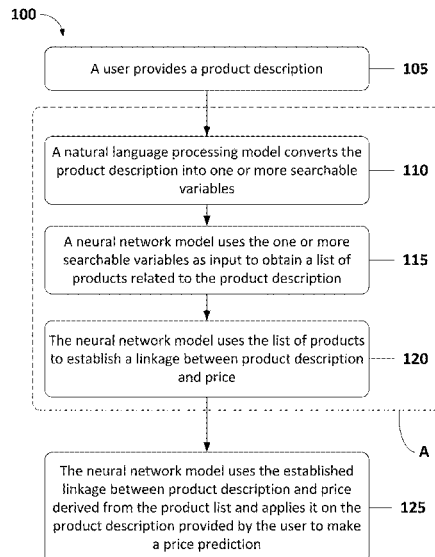 100
A user provides a product description
105
A natural language processing model converts the
product description into one or more searchable
variables
110
A neural network model uses the one or more
searchable variables as input to obtain a list of
products related to the product description
115
The neural network model uses the list of products
to establish a linkage between product description
and price
120
A
The neural network model uses the established
linkage between product description and price
derived from the product list and applies it on
the product description provided by the user to make
a price prediction
125